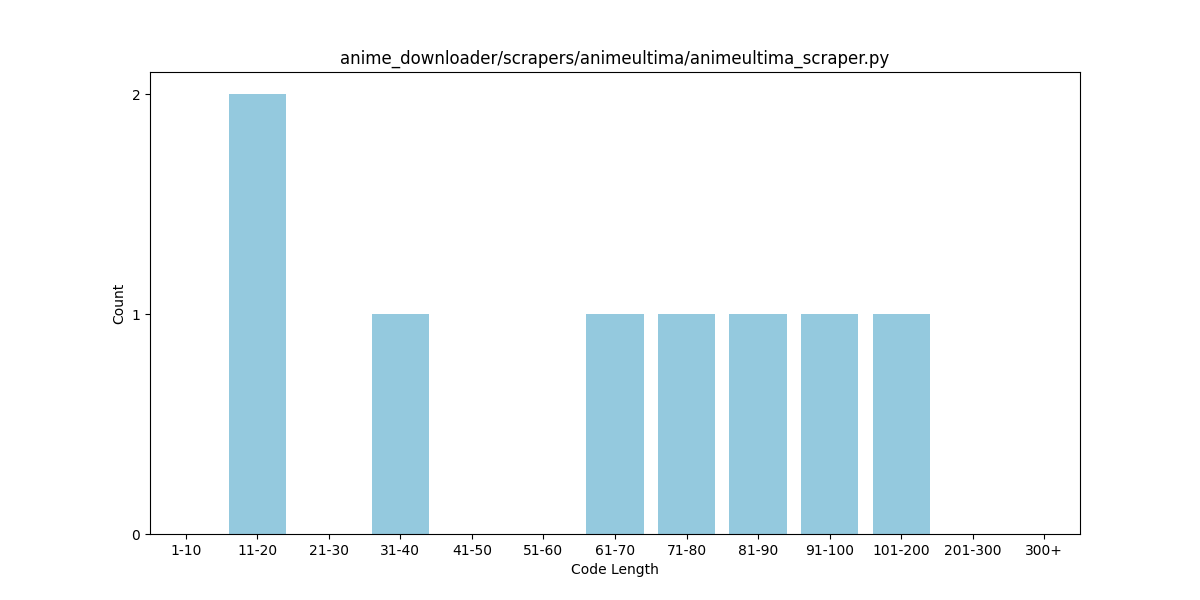 anime_downloader/scrapers/animeultima/animeultima_scraper.py
2
1
0
Count
1-10 11-20 21-30 31-40 41-50 51-60 61-70 71-80 81-90 91-100 101-200 201-300 300+
Code Length